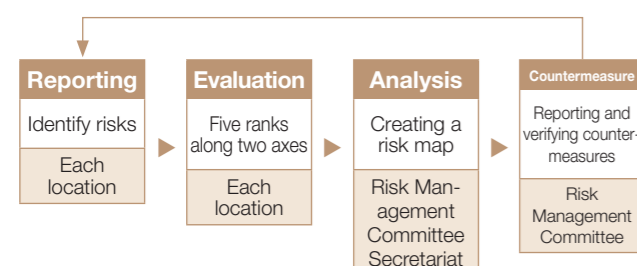 Reporting
Identify risks
Each
location
Evaluation
Five ranks
along two axes
Each
location
Analysis
Creating a
risk map
Risk Man-
agement
Committee
Secretariat
Countermeasure
Reporting and
verifying counter-
measures
Risk
Management
Committee